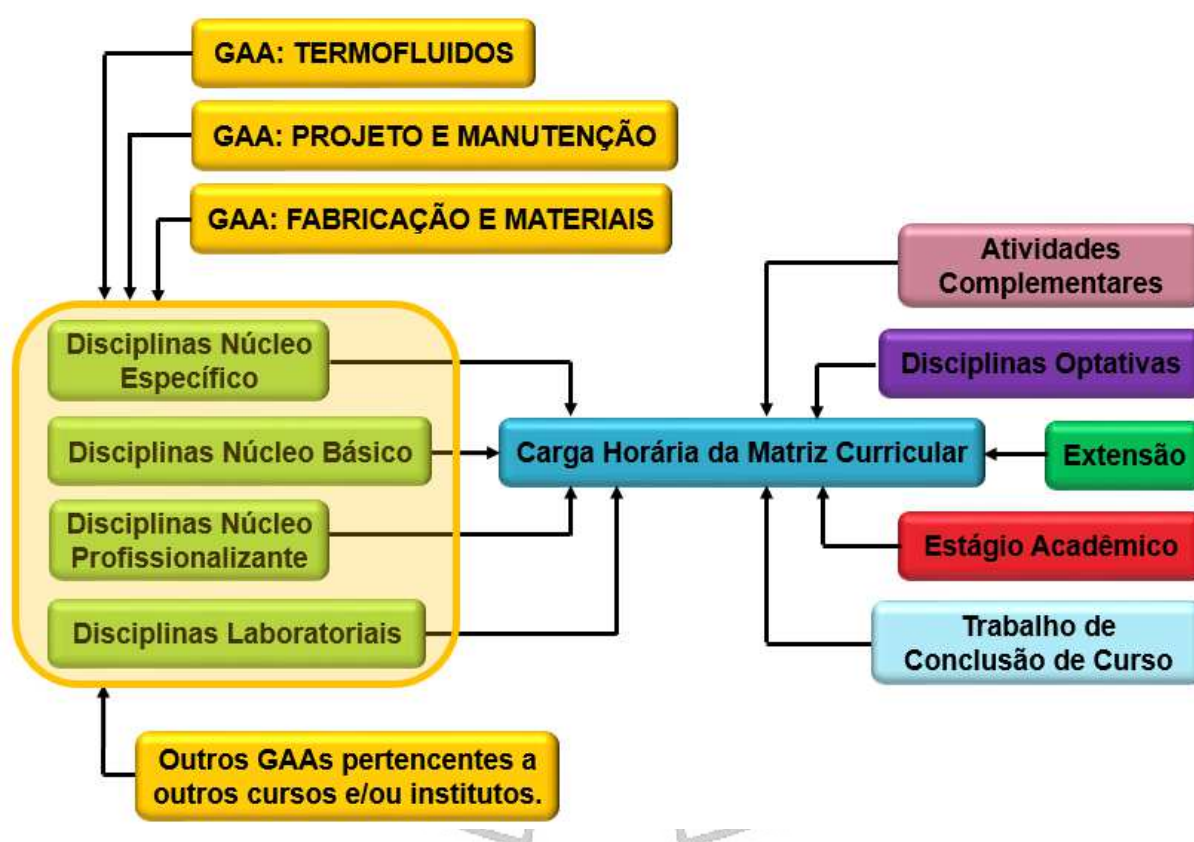 GAA: TERMOFLUIDOS
GAA: PROJETO E MANUTENÇÃO
GAA: FABRICAÇÃO E MATERIAIS
Disciplinas Núcleo
Específico
Disciplinas Núcleo Básico
Disciplinas Núcleo
Profissionalizante
Disciplinas Laboratoriais
Outros GAAs pertencentes a
outros cursos e/ou institutos.
Carga Horária da Matriz Curricular
Atividades
Complementares
Disciplinas Optativas
Extensão
Estágio Acadêmico
Trabalho de
Conclusão de Curso